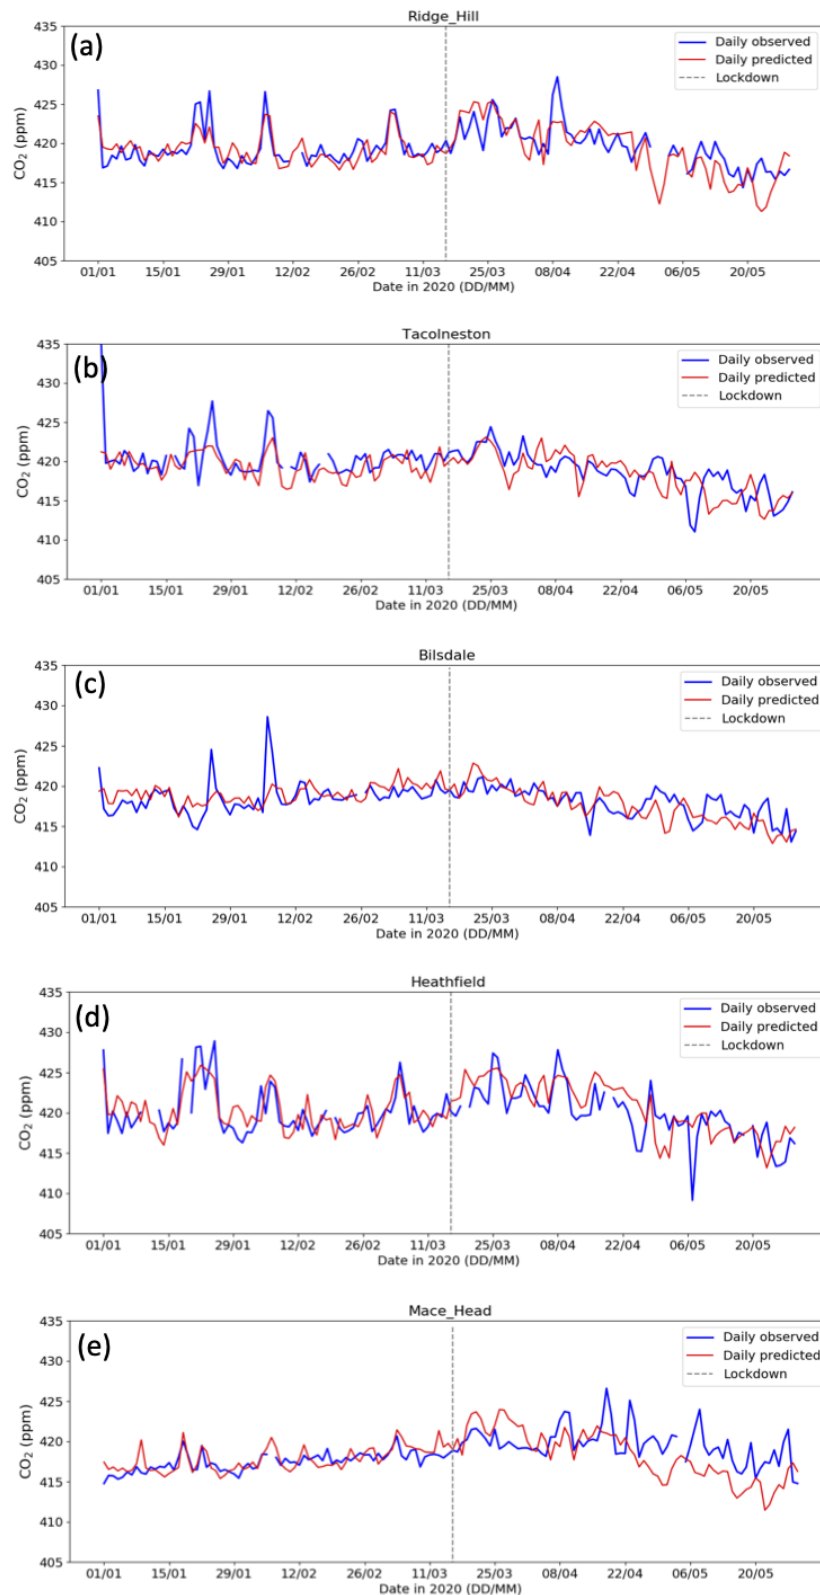 Ridge_Hill
(a)
Daily observed
Daily predicted
Lockdown
435
430
425
420
415
410
405
CO2 (ppm)
01/01 15/01 29/01 12/02 26/02 11/03 25/03 08/04 22/04 06/05 20/05
Date in 2020 (DD/MM)
Tacolneston
(b)
Daily observed
Daily predicted
Lockdown
435
430
425
420
415
410
405
CO2 (ppm)
01/01 15/01 29/01 12/02 26/02 11/03 25/03 08/04 22/04 06/05 20/05
Date in 2020 (DD/MM)
Bilsdale
(c)
Daily observed
Daily predicted
Lockdown
435
430
425
420
415
410
405
CO2 (ppm)
01/01 15/01 29/01 12/02 26/02 11/03 25/03 08/04 22/04 06/05 20/05
Date in 2020 (DD/MM)
Heathfield
(d)
Daily observed
Daily predicted
Lockdown
435
430
425
420
415
410
405
CO2 (ppm)
01/01 15/01 29/01 12/02 26/02 11/03 25/03 08/04 22/04 06/05 20/05
Date in 2020 (DD/MM)
Mace_Head
(e)
Daily observed
Daily predicted
Lockdown
435
430
425
420
415
410
405
CO2 (ppm)
01/01 15/01 29/01 12/02 26/02 11/03 25/03 08/04 22/04 06/05 20/05
Date in 2020 (DD/MM)